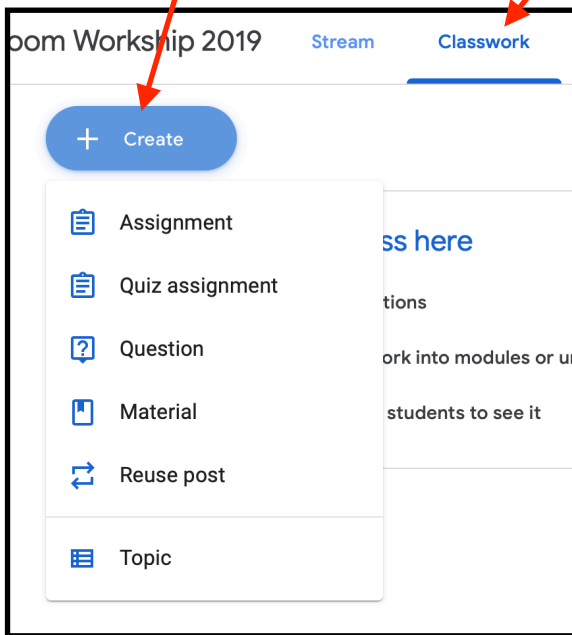 oom Workship 2019 Stream Classwork
+ Create
Assignment
ss here
Quiz assignment
tions
Question
ork into modules or
Material
students to see it
Reuse post
Topic